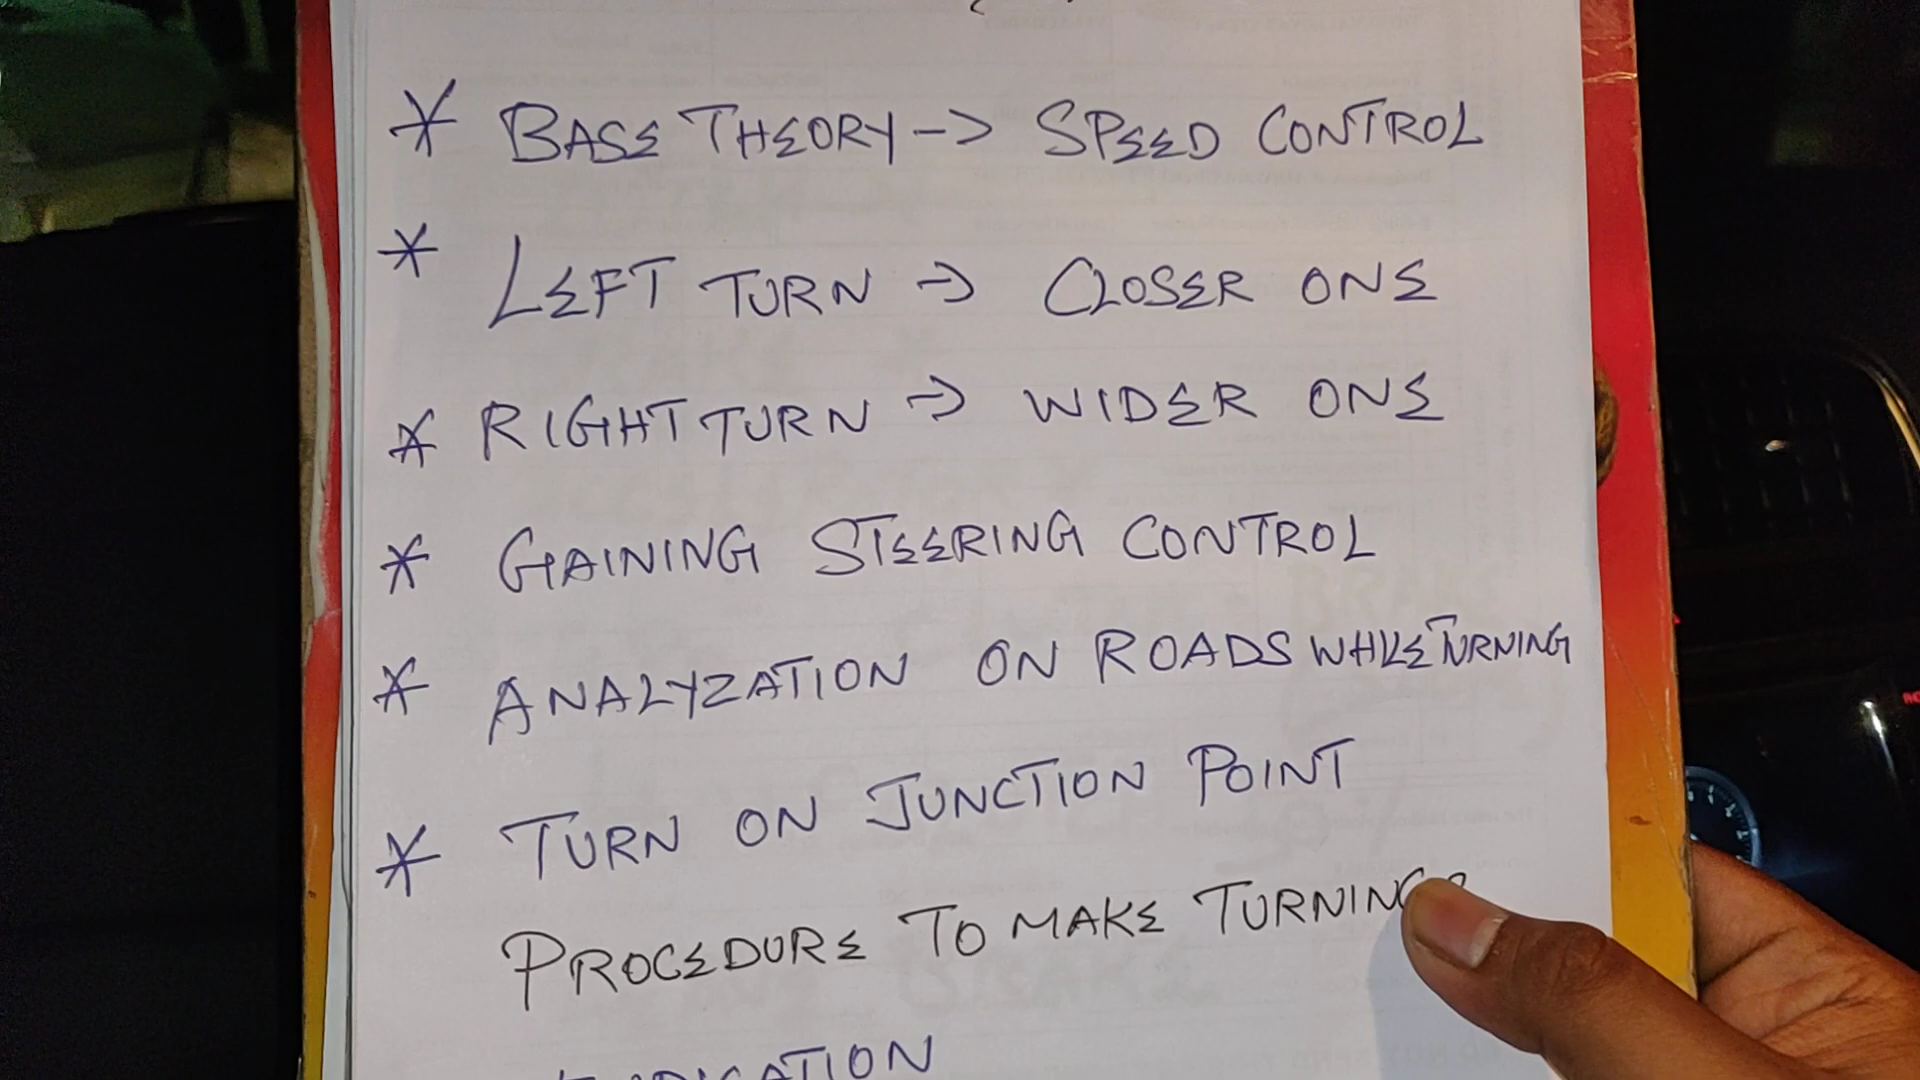 * BASE THEORY -> SPEED CONTROL
* LEFT TURN -> CLOSER ONE
* RIGHT TURN -> WIDER ONE
* GAINING STEERING CONTROL
* ANALYZATION ON ROADS WHILE TURNING
* TURN ON JUNCTION POINT
PROCEDURE TO MAKE